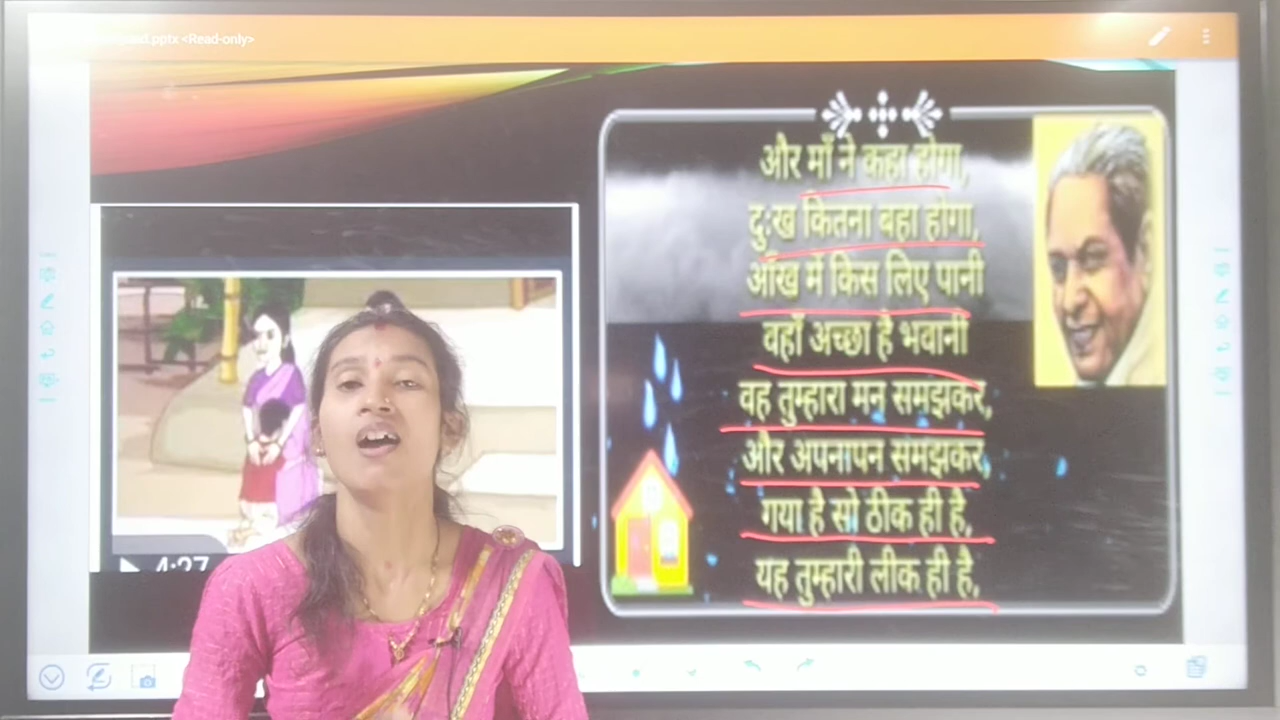 .pptx <Read-only>
और माँ ने कहा होगा,
दुःख कितना बहा होगा,
आँख में किस लिए पानी
वहाँ अच्छा है भवानी
वह तुम्हारा मन समझकर,
और अपनापन समझकर,
गया है सो ठीक ही है,
यह तुम्हारी लीक ही है,
4:27